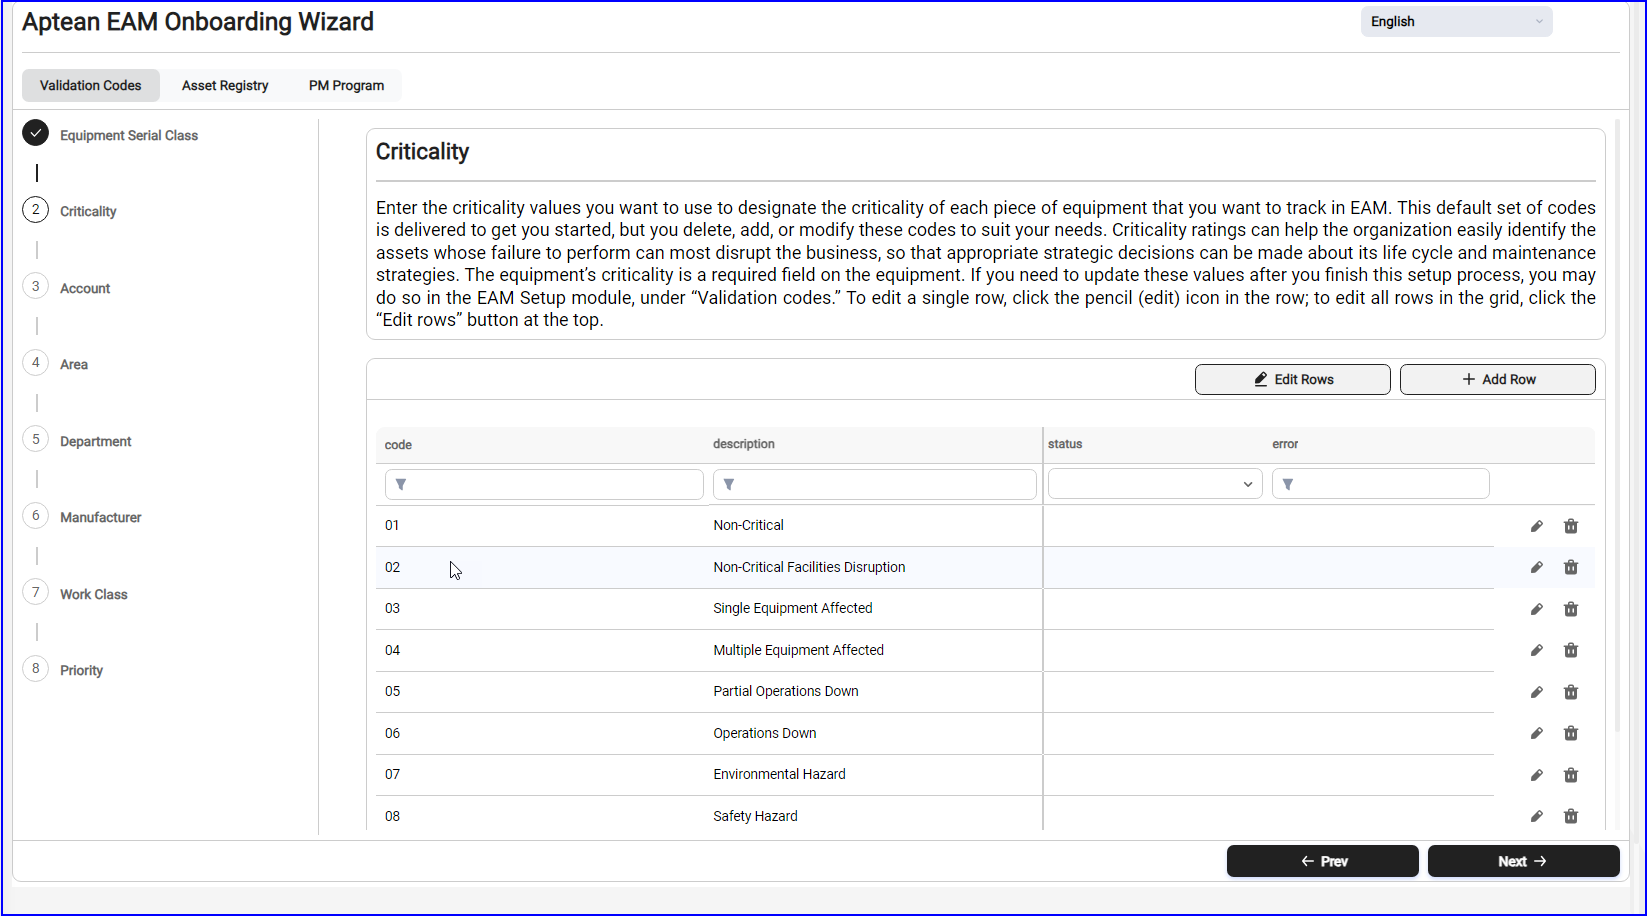 Aptean EAM Onboarding Wizard
English
Validation Codes
Asset Registry
PM Program
Equipment Serial Class
2
Criticality
3
Account
4
Area
5
Department
6
Manufacturer
7
Work Class
8
Priority
Criticality
Enter the criticality values you want to use to designate the criticality of each piece of equipment that you want to track in EAM. This default set of codes
is delivered to get you started, but you delete, add, or modify these codes to suit your needs. Criticality ratings can help the organization easily identify the
assets whose failure to perform can most disrupt the business, so that appropriate strategic decisions can be made about its life cycle and maintenance
strategies. The equipment’s criticality is a required field on the equipment. If you need to update these values after you finish this setup process, you may
do so in the EAM Setup module, under “Validation codes.” To edit a single row, click the pencil (edit) icon in the row; to edit all rows in the grid, click the
“Edit rows” button at the top.
Edit Rows
Add Row
code description status error
01 Non-Critical
02 Non-Critical Facilities Disruption
03 Single Equipment Affected
04 Multiple Equipment Affected
05 Partial Operations Down
06 Operations Down
07 Environmental Hazard
08 Safety Hazard
Prev
Next